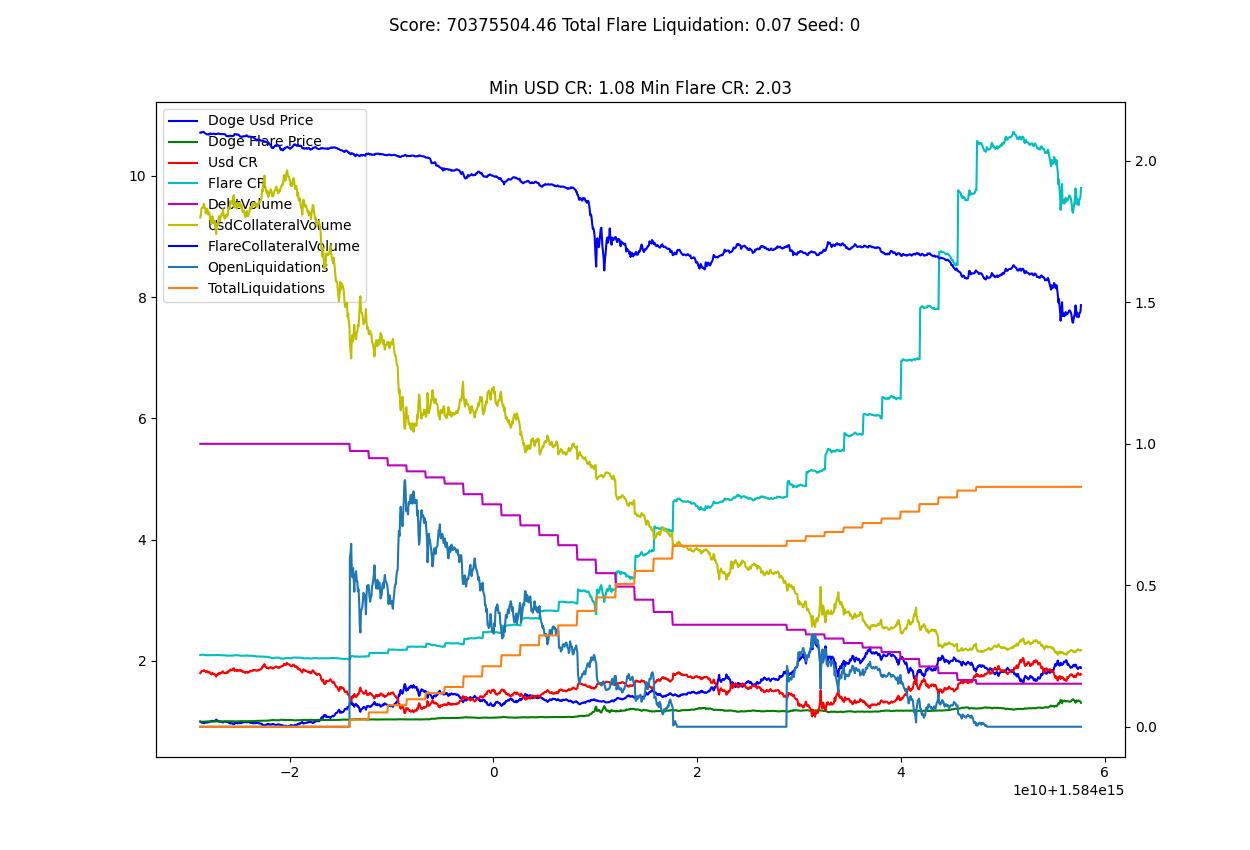 Score: 70375504.46 Total Flare Liquidation: 0.07 Seed: 0
Min USD CR: 1.08 Min Flare CR: 2.03
Doge Usd Price
Doge Flare Price
Usd CR
Flare CR
DebtVolume
UsdCollateralVolume
FlareCollateralVolume
OpenLiquidations
TotalLiquidations
10
8
6
4
2
2.0
1.5
1.0
0.5
0.0
−2 0 2 4 6
1e10+1.584e15